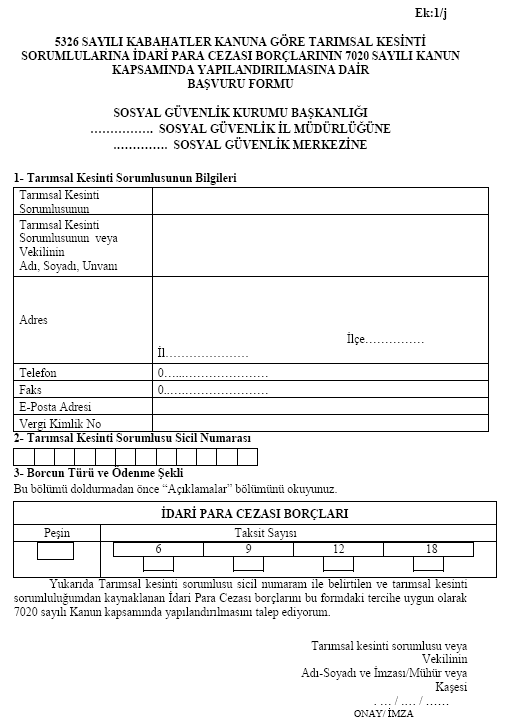 Ek:1/j
5326 SAYILI KABAHATLER KANUNA GÖRE TARIMSAL KESİNTİ
SORUMLULARINA İDARİ PARA CEZASI BORÇLARININ 7020 SAYILI KANUN
KAPSAMINDA YAPILANDIRILMASINA DAİR
BAŞVURU FORMU
SOSYAL GÜVENLİK KURUMU BAŞKANLIĞI
……………. SOSYAL GÜVENLİK İL MÜDÜRLÜĞÜNE
………….. SOSYAL GÜVENLİK MERKEZİNE
1- Tarımsal Kesinti Sorumlusunun Bilgileri
Tarımsal Kesinti
Sorumlusunun
Tarımsal Kesinti
Sorumlusunun veya
Vekilinin
Adı, Soyadı, Unvanı
Adres
İlçe……………
İl…………………
Telefon
0…...…………………
Faks
0..…..…………………
E-Posta Adresi
Vergi Kimlik No
2- Tarımsal Kesinti Sorumlusu Sicil Numarası
3- Borcun Türü ve Ödenme Şekli
Bu bölümü doldurmadan önce “Açıklamalar” bölümünü okuyunuz.
İDARİ PARA CEZASI BORÇLARI
Peşin
Taksit Sayısı
6 9 12 18
Yukarıda Tarımsal kesinti sorumlusu sicil numaram ile belirtilen ve tarımsal kesinti
sorumluluğumdan kaynaklanan İdari Para Cezası borçlarını bu formdaki tercihe uygun olarak
7020 sayılı Kanun kapsamında yapılandırılmasını talep ediyorum.
Tarımsal kesinti sorumlusu veya
Vekilinin
Adı-Soyadı ve İmzası/Mühür veya
Kaşesi
. … / …. / ……
ONAY/ İMZA